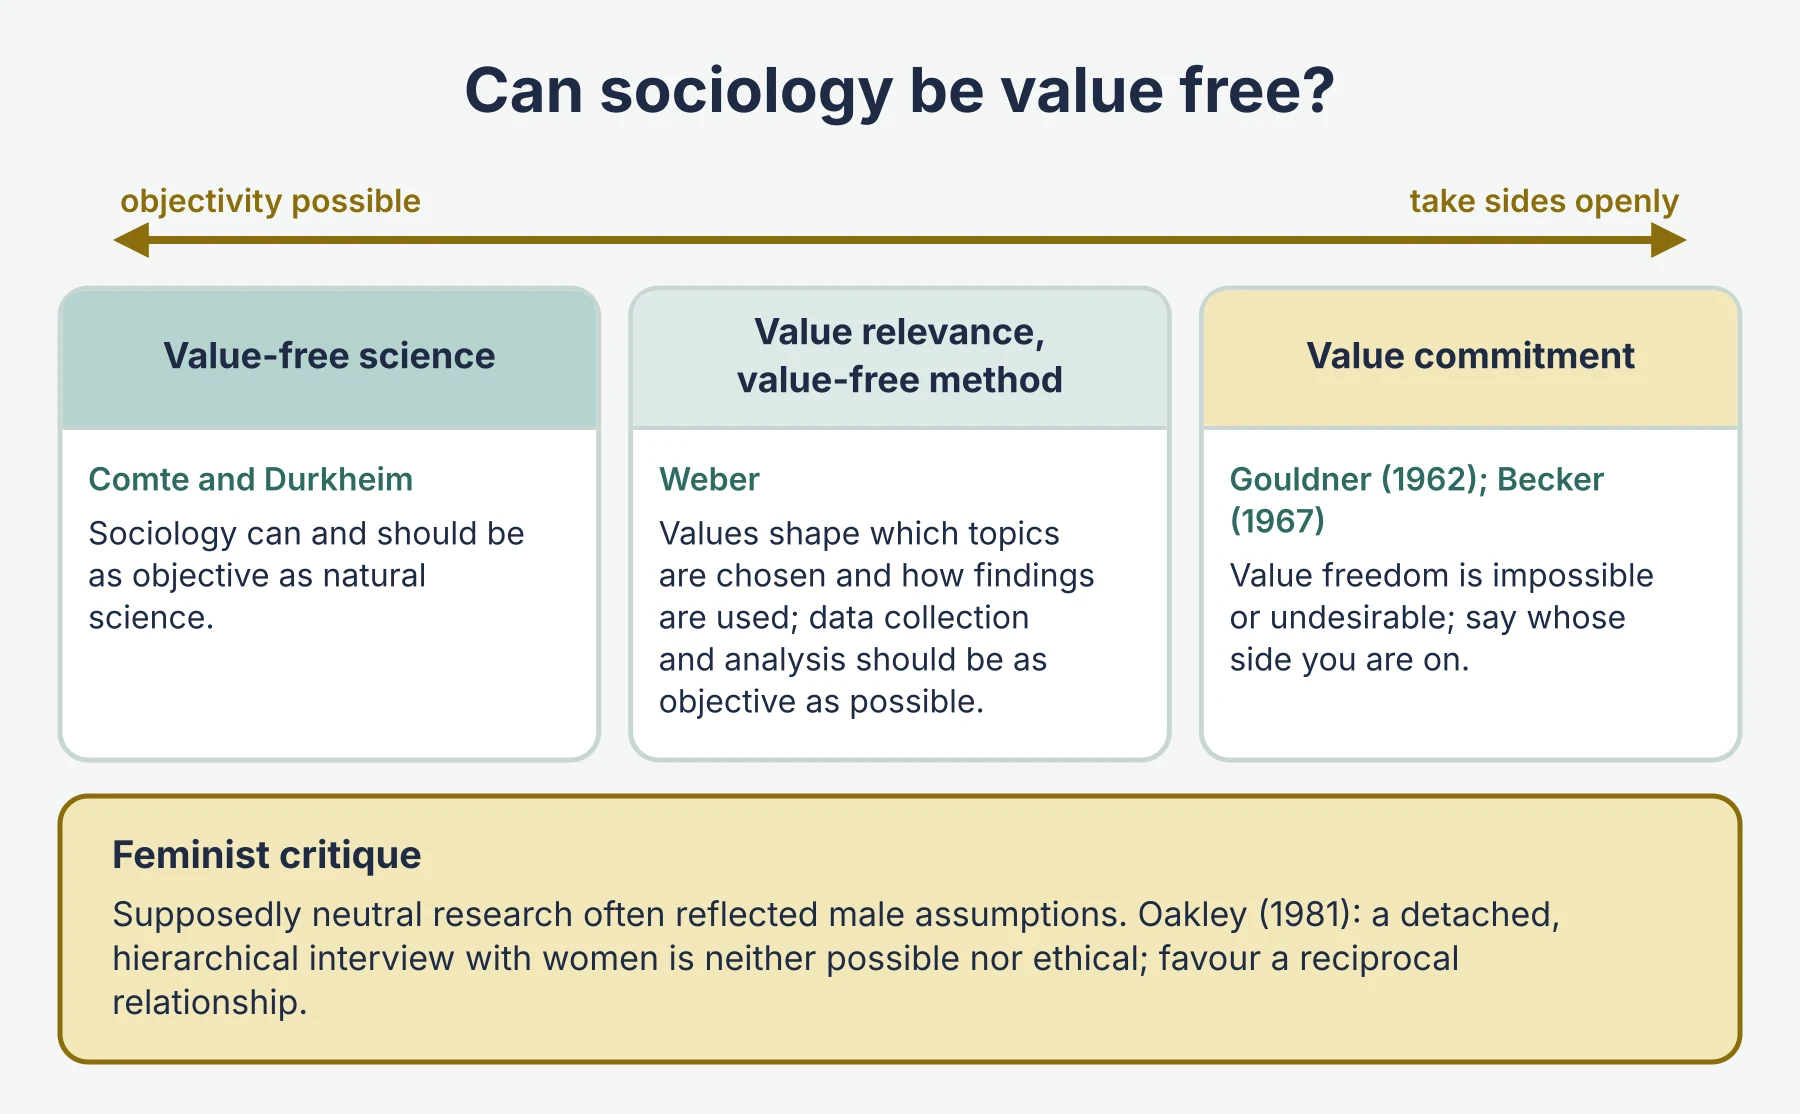 Can sociology be value free?
objectivity possible
take sides openly
Value-free science
Comte and Durkheim
Sociology can and should be
as objective as natural
science.
Value relevance,
value-free method
Weber
Values shape which topics
are chosen and how findings
are used; data collection
and analysis should be as
objective as possible.
Value commitment
Gouldner (1962); Becker
(1967)
Value freedom is impossible
or undesirable; say whose
side you are on.
Feminist critique
Supposedly neutral research often reflected male assumptions. Oakley (1981): a detached,
hierarchical interview with women is neither possible nor ethical; favour a reciprocal
relationship.